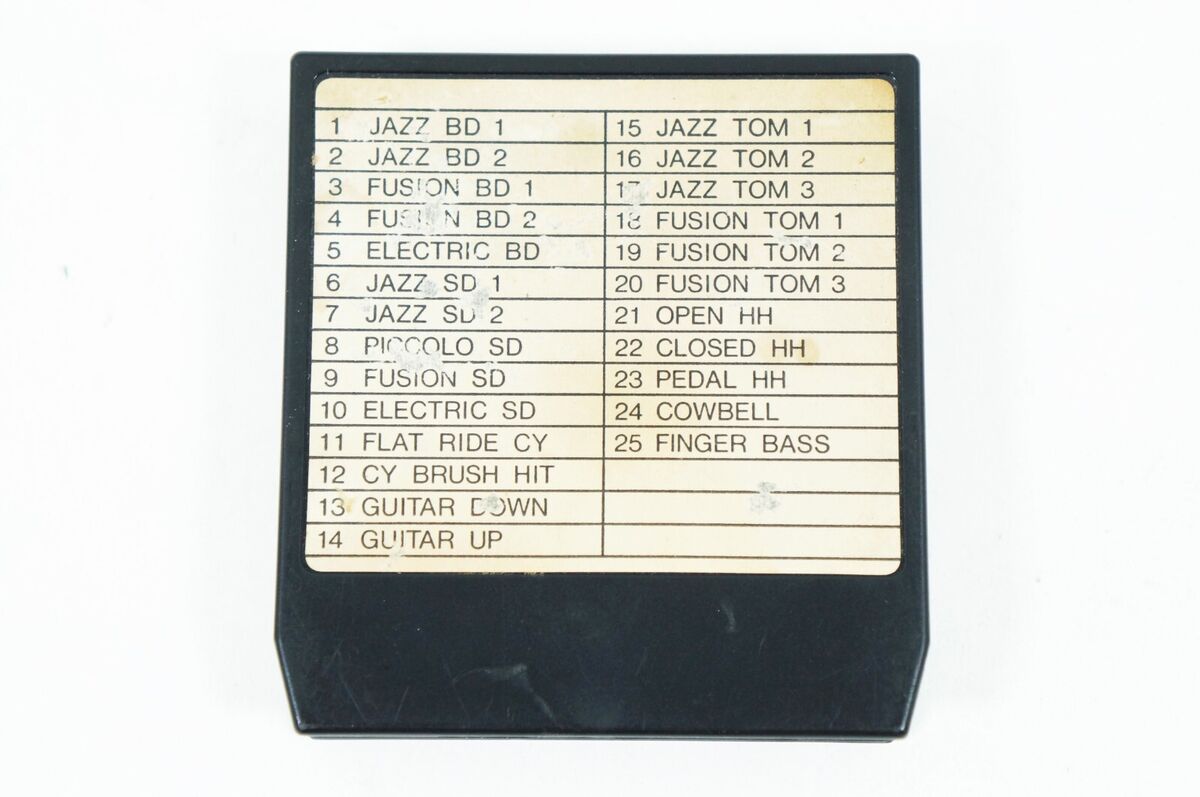 1 JAZZ BD 1
2 JAZZ BD 2
3 FUSION BD 1
4 FUSION BD 2
5 ELECTRIC BD
6 JAZZ SD 1
7 JAZZ SD 2
8 PICCOLO SD
9 FUSION SD
10 ELECTRIC SD
11 FLAT RIDE CY
12 CY BRUSH HIT
13 GUITAR DOWN
14 GUITAR UP
15 JAZZ TOM 1
16 JAZZ TOM 2
17 JAZZ TOM 3
18 FUSION TOM 1
19 FUSION TOM 2
20 FUSION TOM 3
21 OPEN HH
22 CLOSED HH
23 PEDAL HH
24 COWBELL
25 FINGER BASS